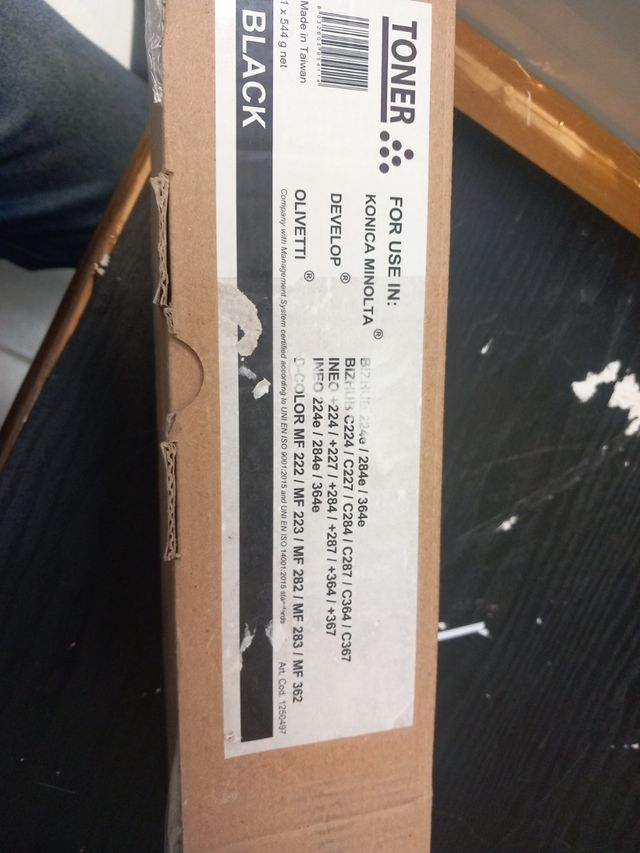 TONER
FOR USE IN:
KONICA MINOLTA ® BIZHUB 224e / 284e / 364e
BIZHUB C224 / C227 / C284 / C287 / C364 / C367
DEVELOP ® INEO +224 / +227 / +284 / +287 / +364 / +367
INEO 224e / 284e / 364e
OLIVETTI ® D-COLOR MF 222 / MF 223 / MF 282 / MF 283 / MF 362
Made in Taiwan
1 x 544 g net
Company with Management System certified according to UNI EN ISO 9001:2015 and UNI EN ISO 14001:2015 standards
Art. Cod. 1250497
BLACK